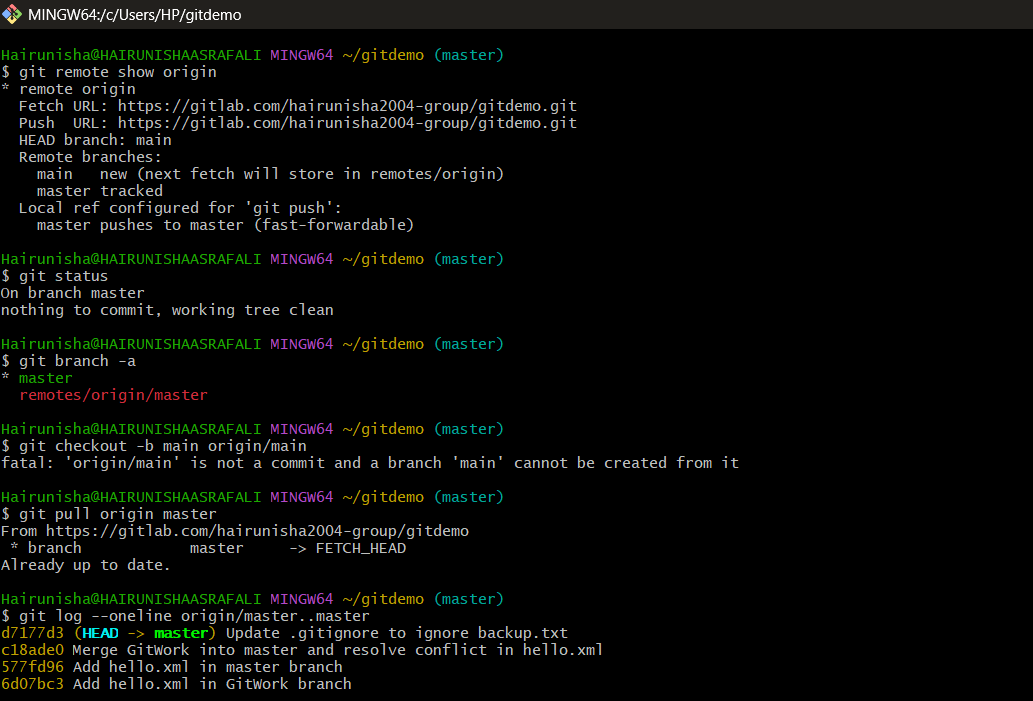 MINGW64:/c/Users/HP/gitdemo
Hairunisha@HAIRUNISHAASRAFALI MINGW64 ~/gitdemo (master)
$ git remote show origin
* remote origin
  Fetch URL: https://gitlab.com/hairunisha2004-group/gitdemo.git
  Push  URL: https://gitlab.com/hairunisha2004-group/gitdemo.git
  HEAD branch: main
  Remote branches:
    main   new (next fetch will store in remotes/origin)
    master tracked
  Local ref configured for 'git push':
    master pushes to master (fast-forwardable)
Hairunisha@HAIRUNISHAASRAFALI MINGW64 ~/gitdemo (master)
$ git status
On branch master
nothing to commit, working tree clean
Hairunisha@HAIRUNISHAASRAFALI MINGW64 ~/gitdemo (master)
$ git branch -a
* master
  remotes/origin/master
Hairunisha@HAIRUNISHAASRAFALI MINGW64 ~/gitdemo (master)
$ git checkout -b main origin/main
fatal: 'origin/main' is not a commit and a branch 'main' cannot be created from it
Hairunisha@HAIRUNISHAASRAFALI MINGW64 ~/gitdemo (master)
$ git pull origin master
From https://gitlab.com/hairunisha2004-group/gitdemo
 * branch            master     -> FETCH_HEAD
Already up to date.
Hairunisha@HAIRUNISHAASRAFALI MINGW64 ~/gitdemo (master)
$ git log --oneline origin/master..master
d7177d3 (HEAD -> master) Update .gitignore to ignore backup.txt
c18ade0 Merge GitWork into master and resolve conflict in hello.xml
577fd96 Add hello.xml in master branch
6d07bc3 Add hello.xml in GitWork branch